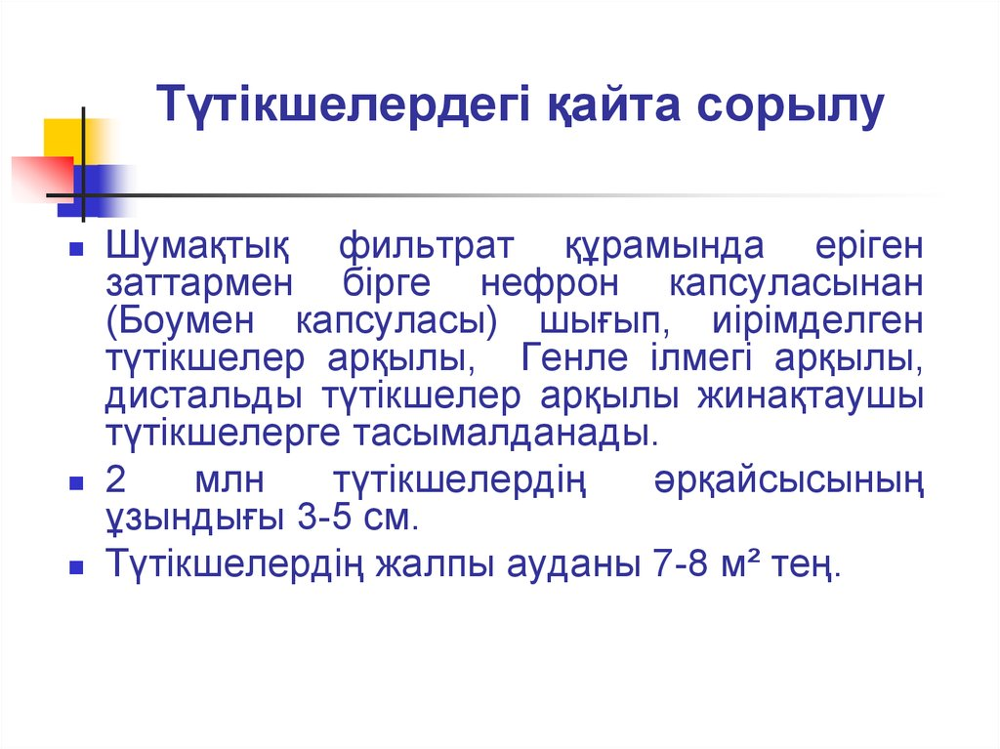 Түтікшелердегі қайта сорылу
Шумақтық фильтрат құрамында еріген
заттармен бірге нефрон капсуласынан
(Боумен капсуласы) шығып, иірімделген
түтікшелер арқылы, Генле ілмегі арқылы,
дистальды түтікшелер арқылы жинақтаушы
түтікшелерге тасымалданады.
2 млн түтікшелердің әрқайсысының
ұзындығы 3-5 см.
Түтікшелердің жалпы ауданы 7-8 м² тең.